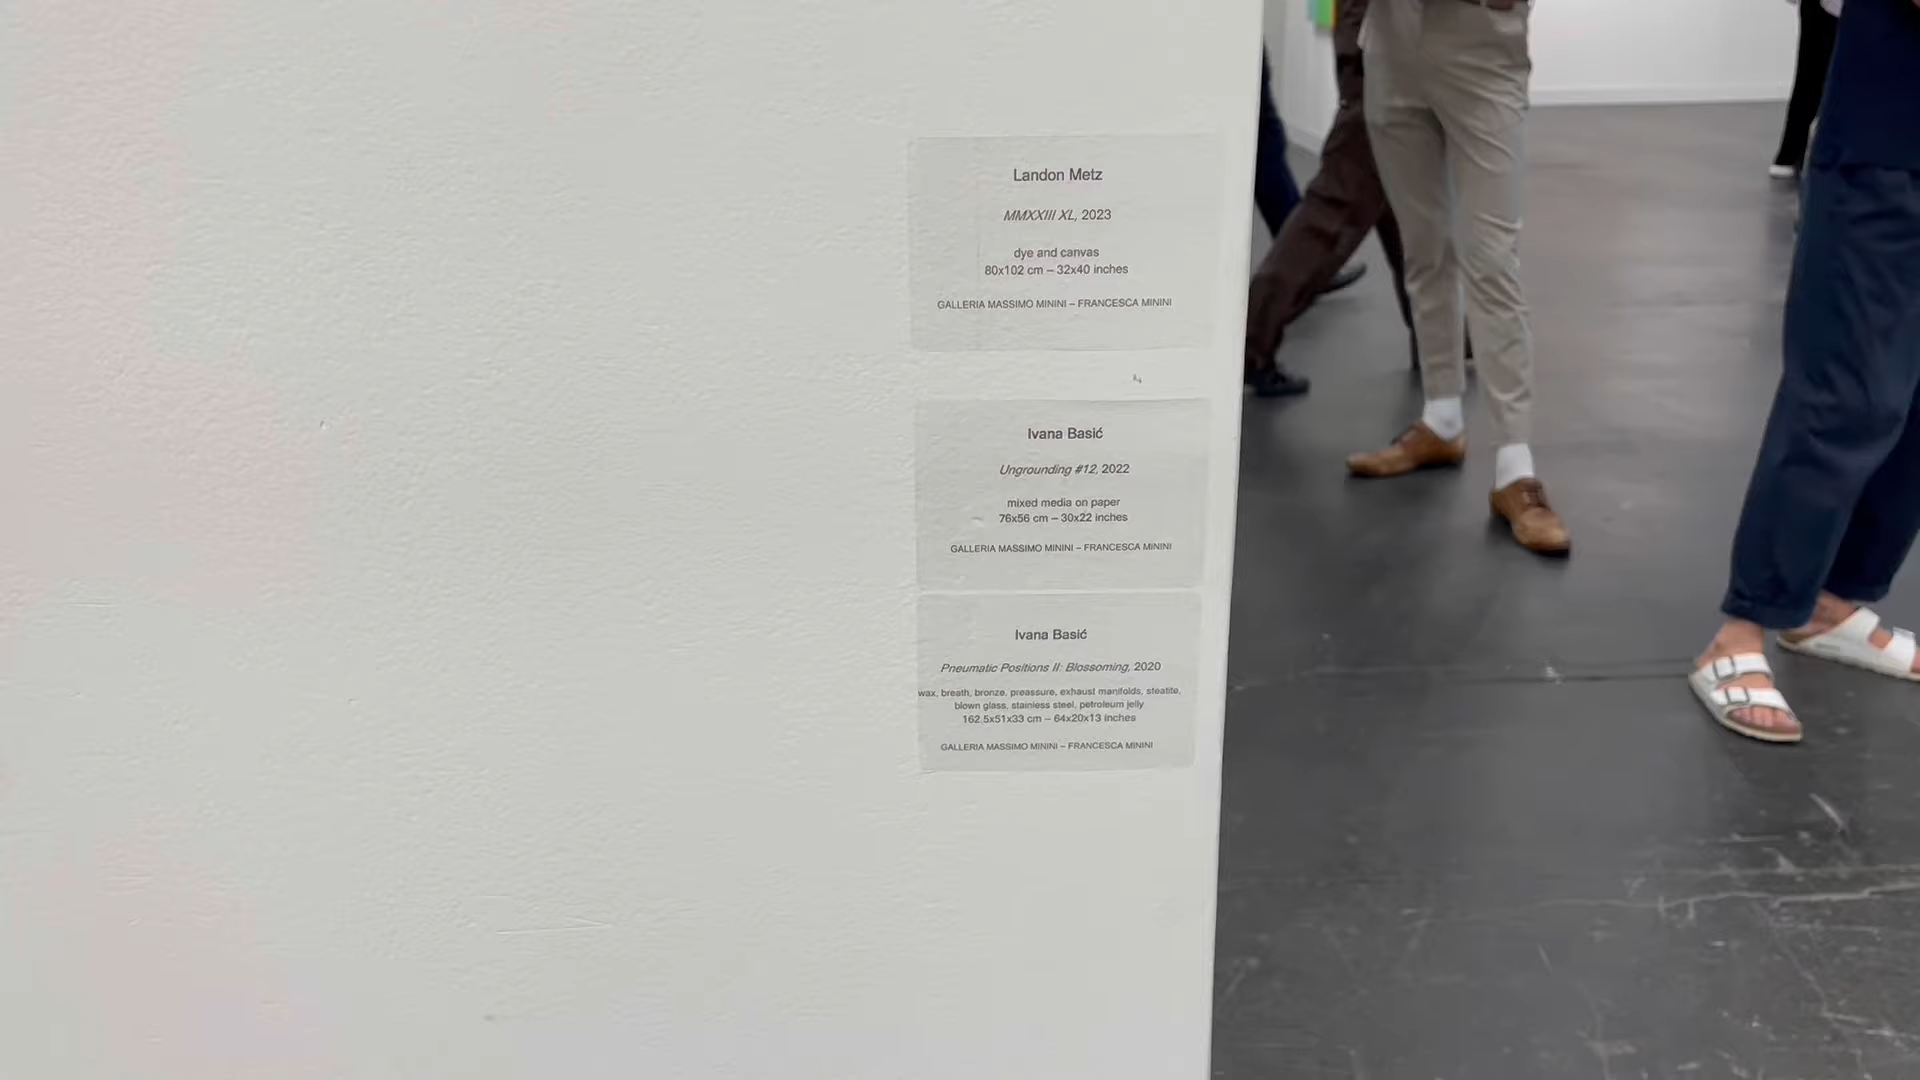 Landon Metz
MMXXIII XL, 2023
dye and canvas
80x102 cm – 32x40 inches
GALLERIA MASSIMO MININI – FRANCESCA MININI
Ivana Basić
Ungrounding #12, 2022
mixed media on paper
76x56 cm – 30x22 inches
GALLERIA MASSIMO MININI – FRANCESCA MININI
Ivana Basić
Pneumatic Positions II: Blossoming, 2020
wax, breath, bronze, preassure, exhaust manifolds, steatite,
blown glass, stainless steel, petroleum jelly
162.5x51x33 cm – 64x20x13 inches
GALLERIA MASSIMO MININI – FRANCESCA MININI